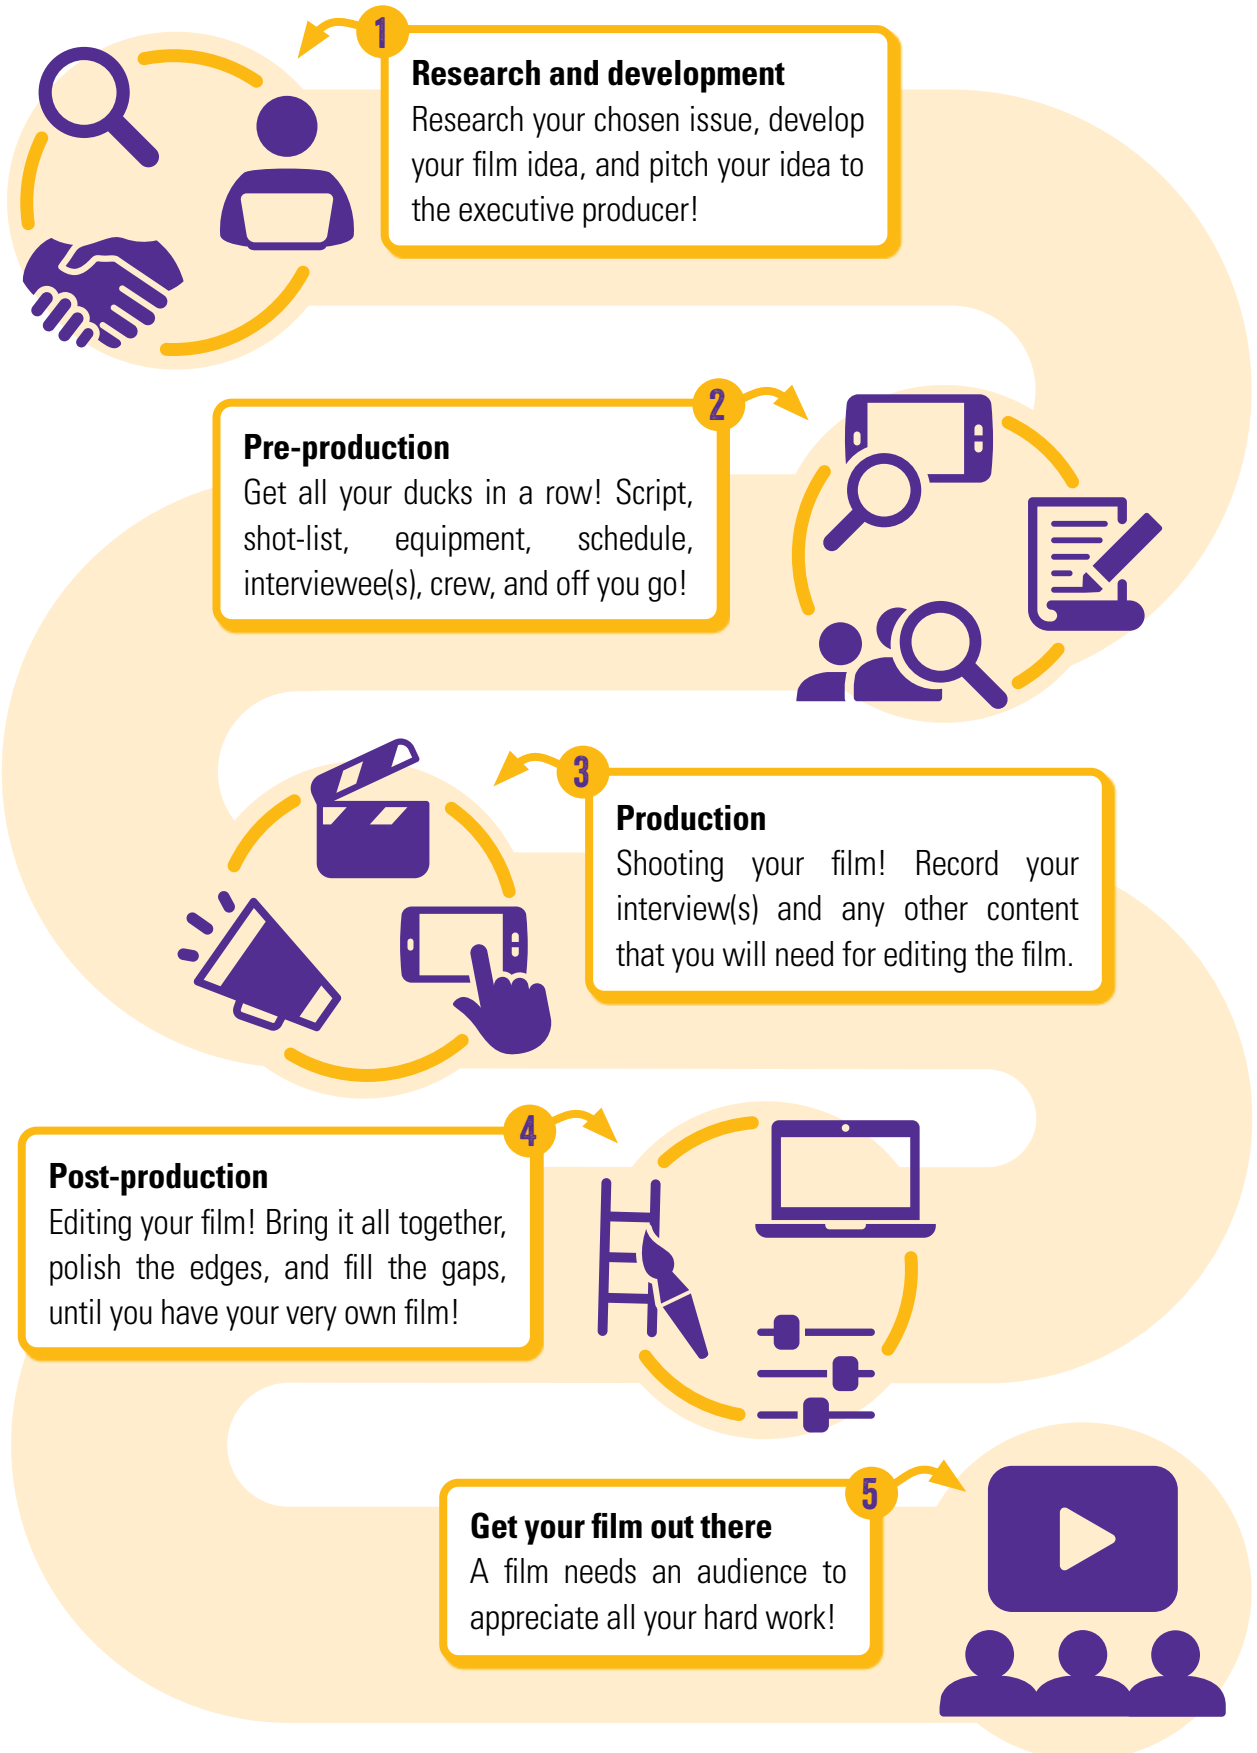 1
Research and development
Research your chosen issue, develop
your film idea, and pitch your idea to
the executive producer!
2
Pre-production
Get all your ducks in a row! Script,
shot-list, equipment, schedule,
interviewee(s), crew, and off you go!
3
Production
Shooting your film! Record your
interview(s) and any other content
that you will need for editing the film.
4
Post-production
Editing your film! Bring it all together,
polish the edges, and fill the gaps,
until you have your very own film!
5
Get your film out there
A film needs an audience to
appreciate all your hard work!